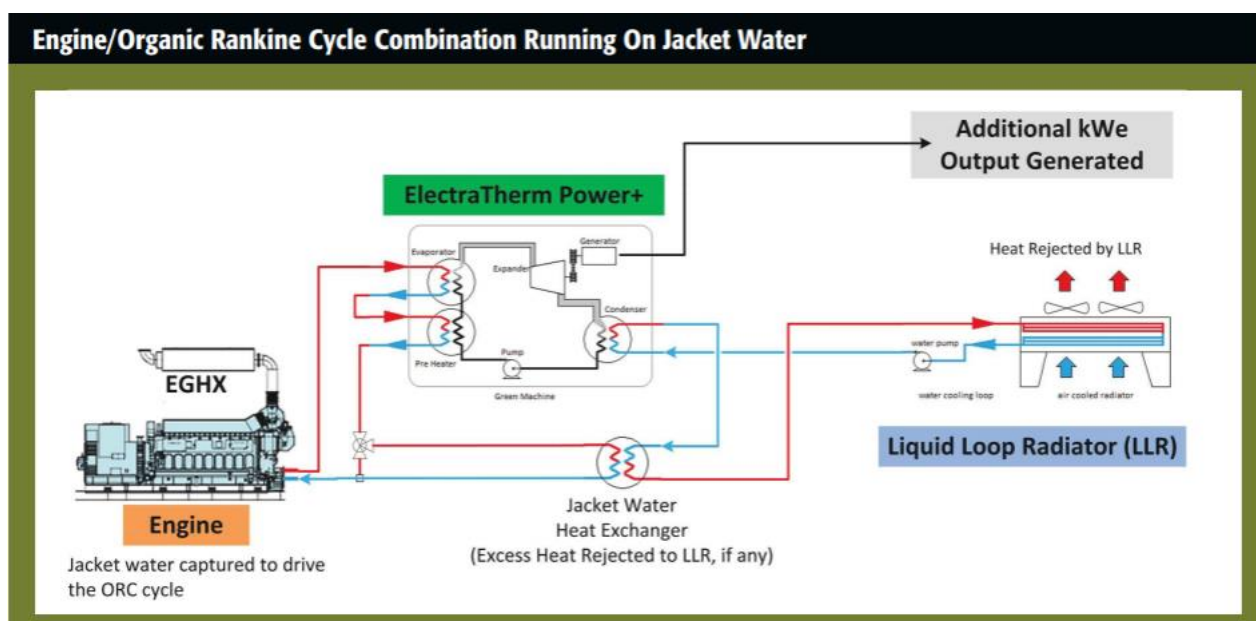 Engine/Organic Rankine Cycle Combination Running On Jacket Water
Additional kWe
Output Generated
ElectraTherm Power+
Generator
Evaporator
Expander
Heat Rejected by LLR
Condenser
water pump
Pump
Pre Heater
Green Machine
water cooling loop
air cooled radiator
EGHX
Liquid Loop Radiator (LLR)
Jacket Water
Heat Exchanger
(Excess Heat Rejected to LLR, if any)
Engine
Jacket water captured to drive
the ORC cycle